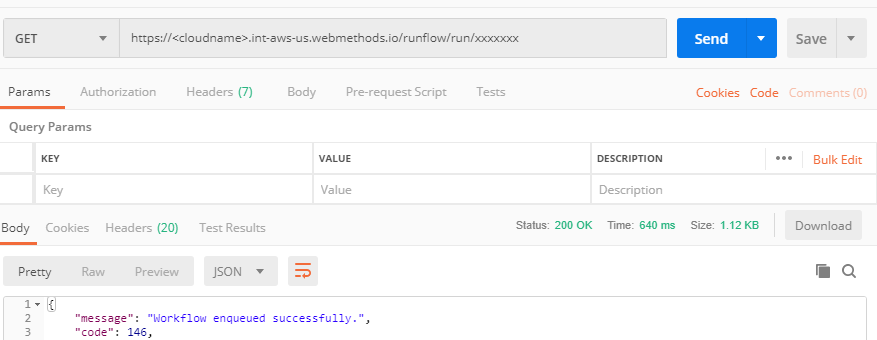 GET https://<cloudname>.int-aws-us.webmethods.io/runflow/run/xxxxxxx Send Save
Params Authorization Headers (7) Body Pre-request Script Tests Cookies Code Comments (0)
Query Params
KEY VALUE DESCRIPTION ••• Bulk Edit
Key Value Description
Body Cookies Headers (20) Test Results Status: 200 OK Time: 640 ms Size: 1.12 KB Download
Pretty Raw Preview JSON
1 {
2 "message": "Workflow enqueued successfully.",
3 "code": 146,